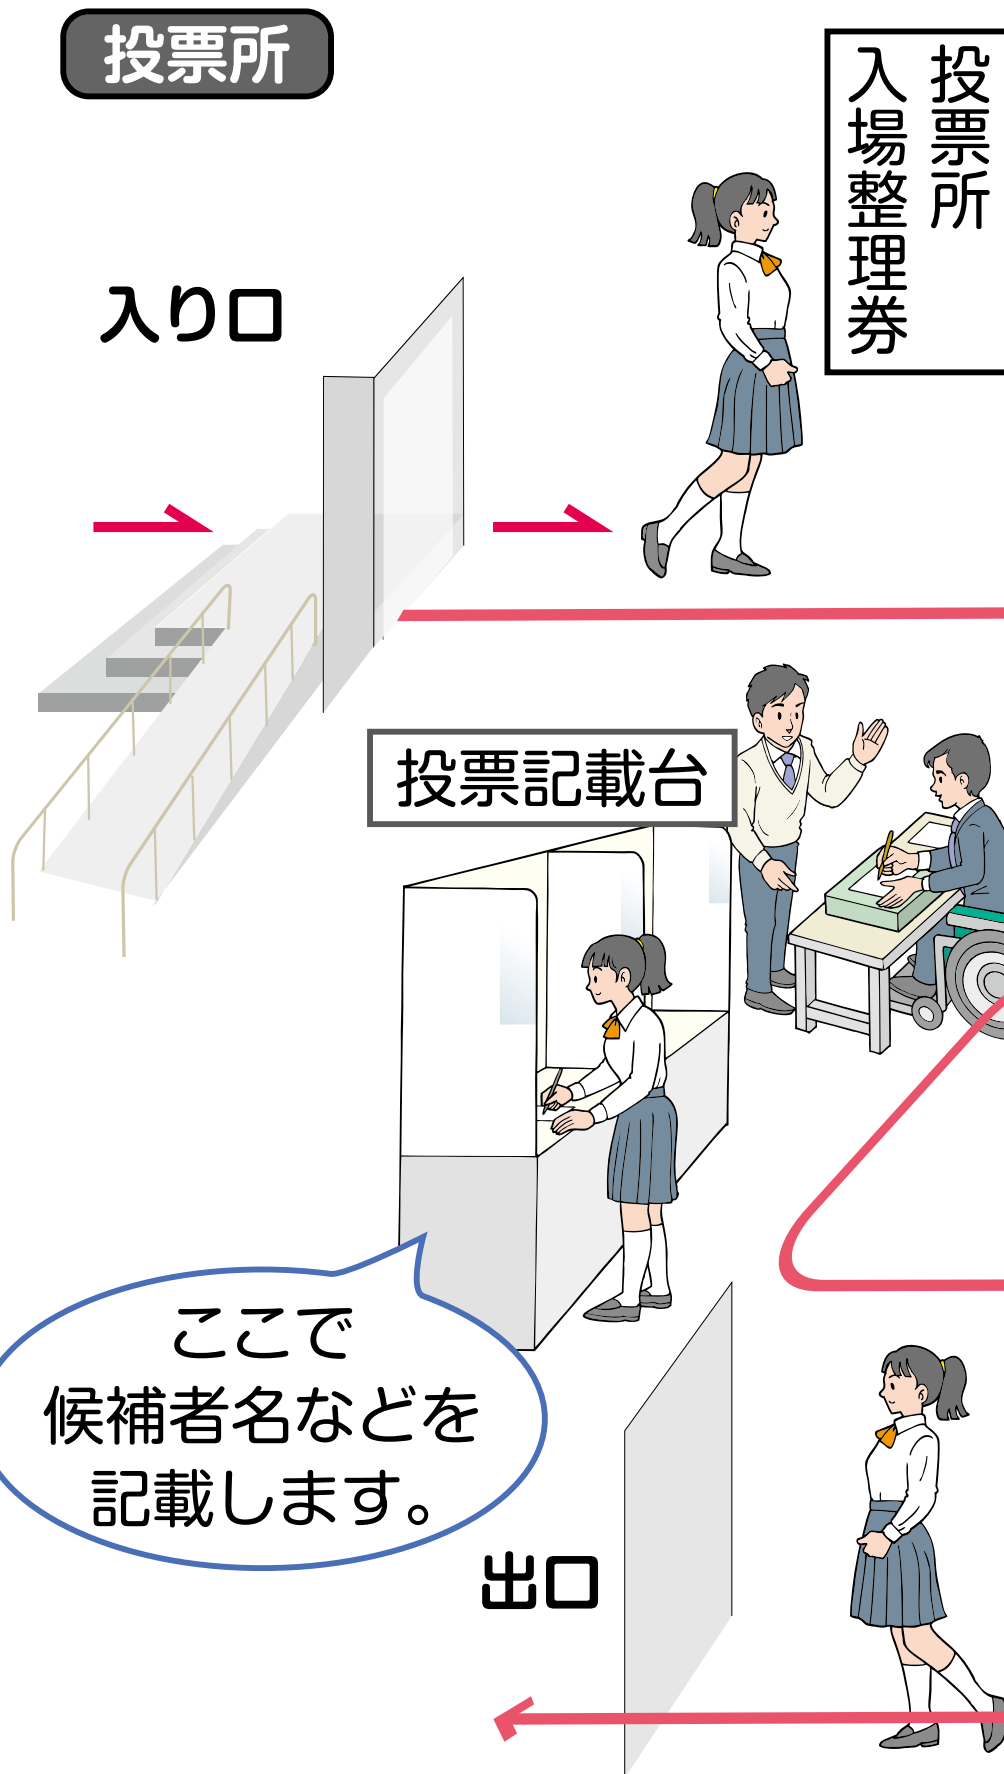 投票所
入り口
投票所
入場整理券
投票記載台
ここで
候補者名などを
記載します。
出口